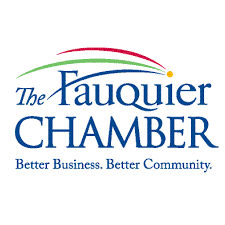 The Fauquier
CHAMBER
Better Business. Better Community.